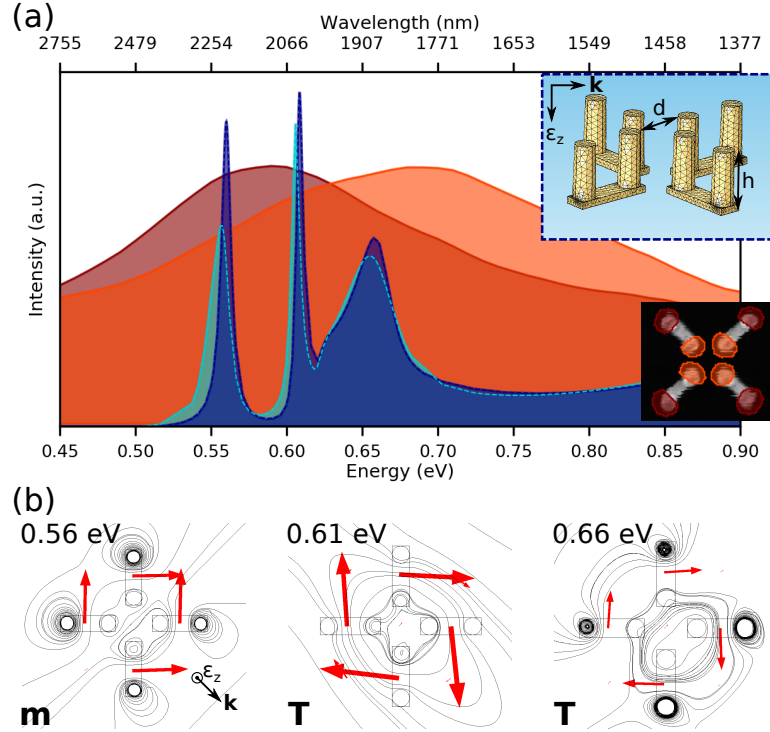 (a)
Wavelength (nm)
2755 2479 2254 2066 1907 1771 1653 1549 1458 1377
k
d
εz
h
Intensity (a.u.)
0.45 0.50 0.55 0.60 0.65 0.70 0.75 0.80 0.85 0.90
Energy (eV)
(b)
0.56 eV 0.61 eV 0.66 eV
εz
k
m T T